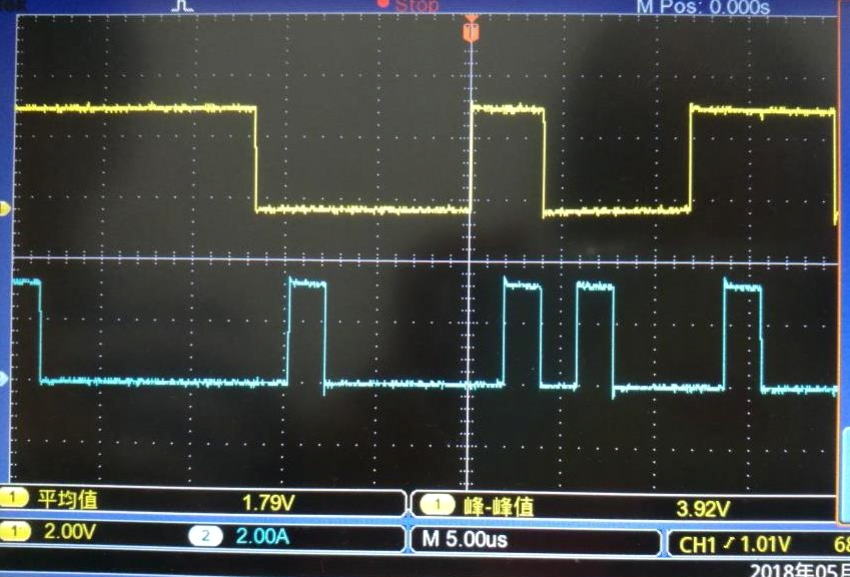 Stop M Pos: 0.000s
T
1 平均值 1.79V 1 峰-峰值 3.92V
1 2.00V 2 2.00A M 5.00us CH1 1.01V
2018年05月